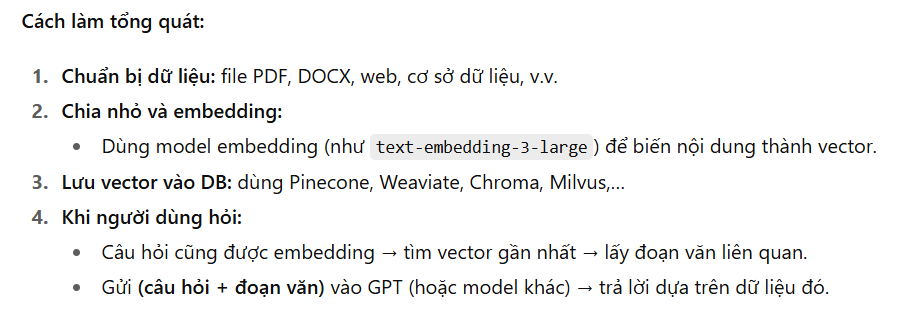 Cách làm tổng quát:
1. Chuẩn bị dữ liệu: file PDF, DOCX, web, cơ sở dữ liệu, v.v.
2. Chia nhỏ và embedding:
• Dùng model embedding (như text-embedding-3-large) để biến nội dung thành vector.
3. Lưu vector vào DB: dùng Pinecone, Weaviate, Chroma, Milvus,...
4. Khi người dùng hỏi:
• Câu hỏi cũng được embedding → tìm vector gần nhất → lấy đoạn văn liên quan.
• Gửi (câu hỏi + đoạn văn) vào GPT (hoặc model khác) → trả lời dựa trên dữ liệu đó.